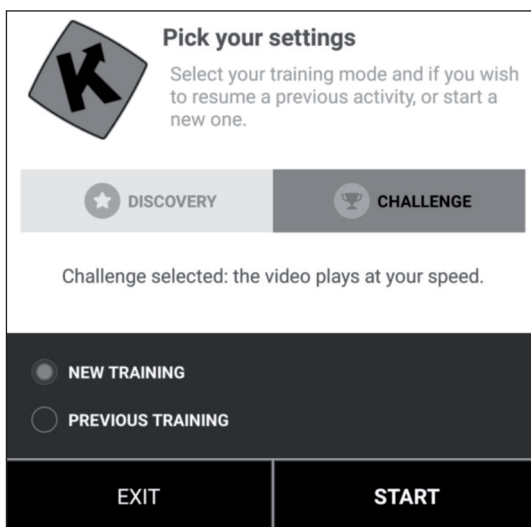 Pick your settings
Select your training mode and if you wish
to resume a previous activity, or start a
new one.
DISCOVERY
CHALLENGE
Challenge selected: the video plays at your speed.
NEW TRAINING
PREVIOUS TRAINING
EXIT
START